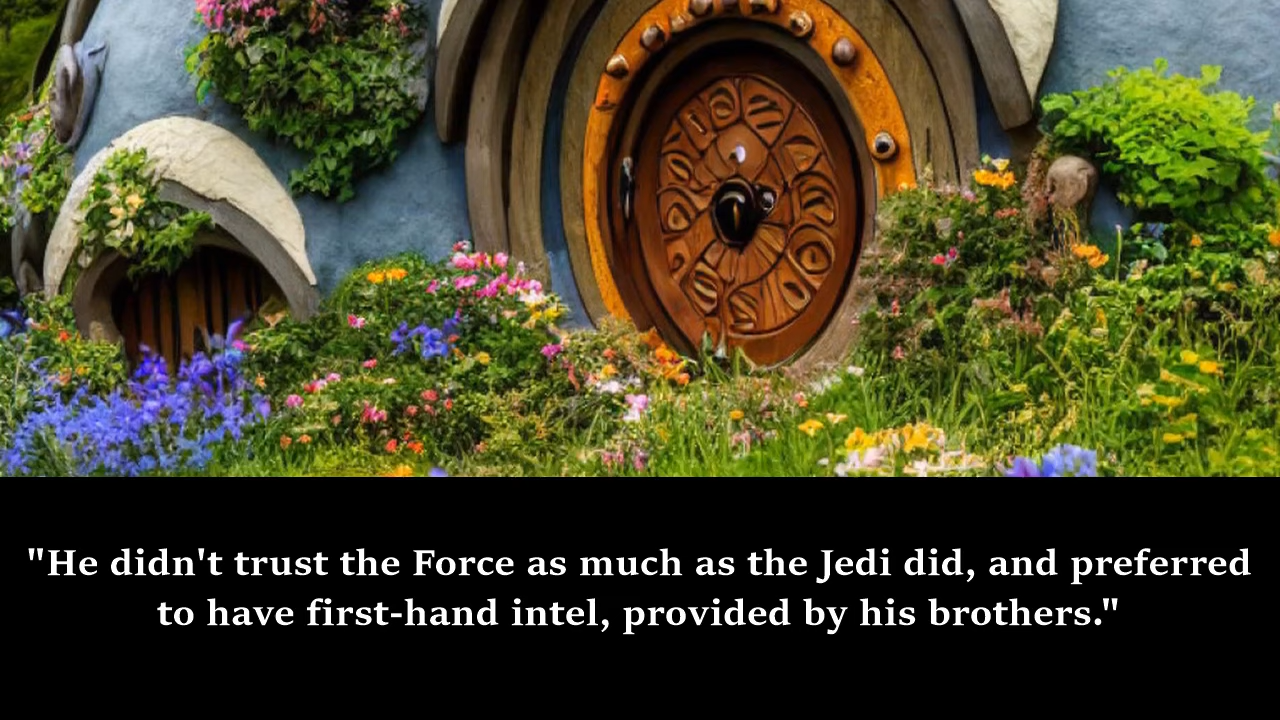 "He didn't trust the Force as much as the Jedi did, and preferred
to have first-hand intel, provided by his brothers."